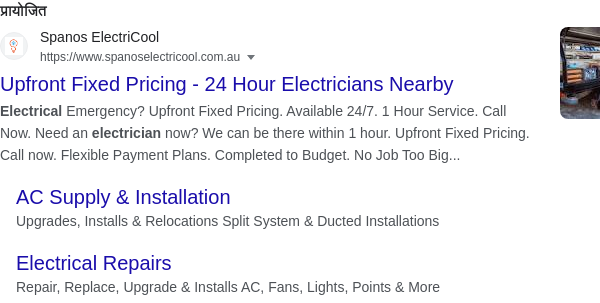 प्रायोजित
Spanos ElectriCool
https://www.spanoselectricool.com.au
Upfront Fixed Pricing - 24 Hour Electricians Nearby
Electrical Emergency? Upfront Fixed Pricing. Available 24/7. 1 Hour Service. Call
Now. Need an electrician now? We can be there within 1 hour. Upfront Fixed Pricing.
Call now. Flexible Payment Plans. Completed to Budget. No Job Too Big...
AC Supply & Installation
Upgrades, Installs & Relocations Split System & Ducted Installations
Electrical Repairs
Repair, Replace, Upgrade & Installs AC, Fans, Lights, Points & More